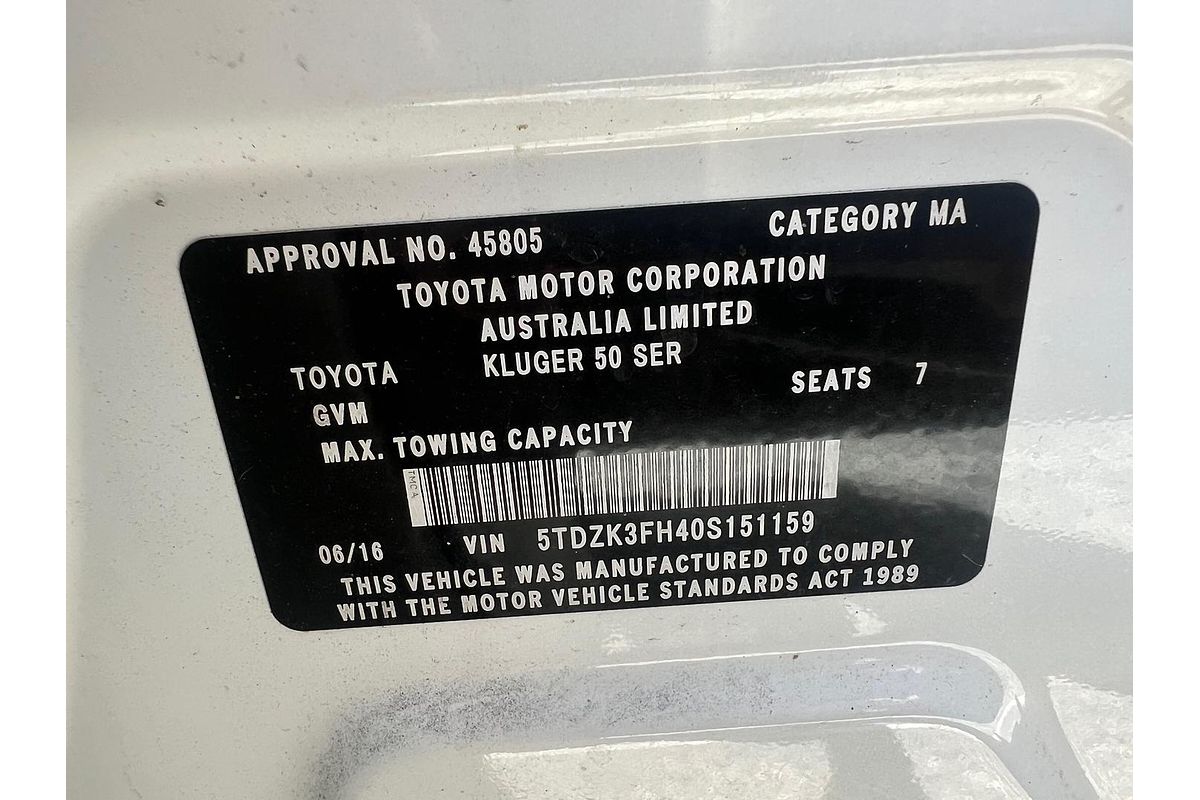 APPROVAL NO. 45805 CATEGORY MA
TOYOTA MOTOR CORPORATION
AUSTRALIA LIMITED
TOYOTA KLUGER 50 SER
GVM SEATS 7
MAX. TOWING CAPACITY
TMCA
06/16 VIN 5TDZK3FH40S151159
THIS VEHICLE WAS MANUFACTURED TO COMPLY
WITH THE MOTOR VEHICLE STANDARDS ACT 1989